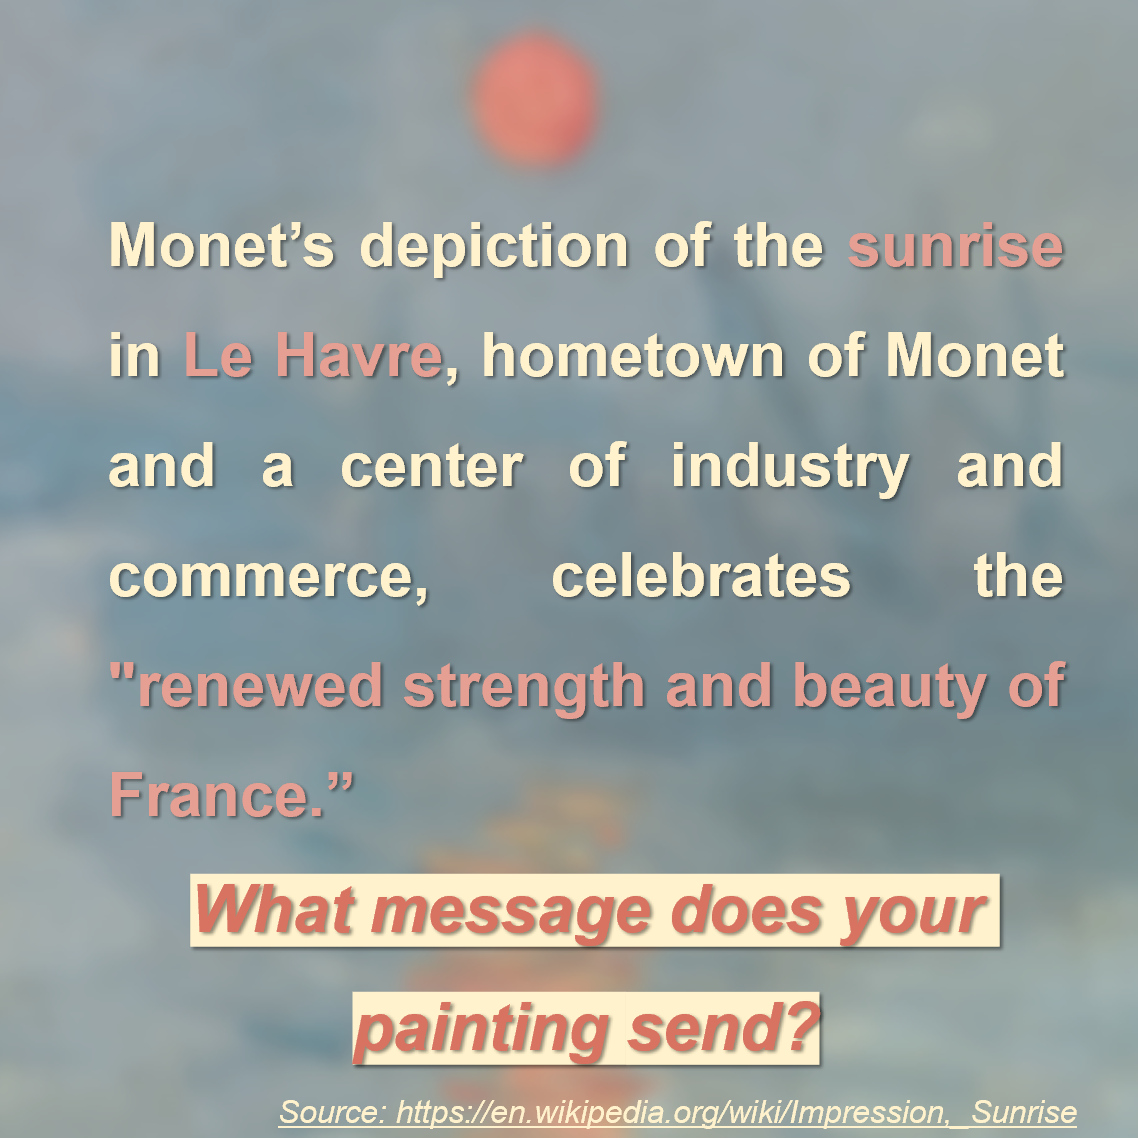 Monet’s depiction of the sunrise
in Le Havre, hometown of Monet
and a center of industry and
commerce, celebrates the
"renewed strength and beauty of
France.”
What message does your
painting send?
Source: https://en.wikipedia.org/wiki/Impression,_Sunrise